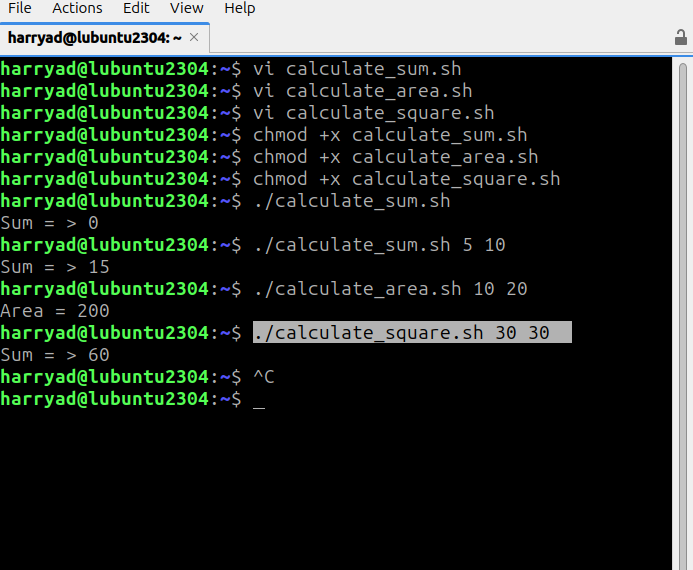 File Actions Edit View Help
harryad@lubuntu2304: ~ ×
harryad@lubuntu2304:~$ vi calculate_sum.sh
harryad@lubuntu2304:~$ vi calculate_area.sh
harryad@lubuntu2304:~$ vi calculate_square.sh
harryad@lubuntu2304:~$ chmod +x calculate_sum.sh
harryad@lubuntu2304:~$ chmod +x calculate_area.sh
harryad@lubuntu2304:~$ chmod +x calculate_square.sh
harryad@lubuntu2304:~$ ./calculate_sum.sh
Sum = > 0
harryad@lubuntu2304:~$ ./calculate_sum.sh 5 10
Sum = > 15
harryad@lubuntu2304:~$ ./calculate_area.sh 10 20
Area = 200
harryad@lubuntu2304:~$ ./calculate_square.sh 30 30
Sum = > 60
harryad@lubuntu2304:~$ ^C
harryad@lubuntu2304:~$ _